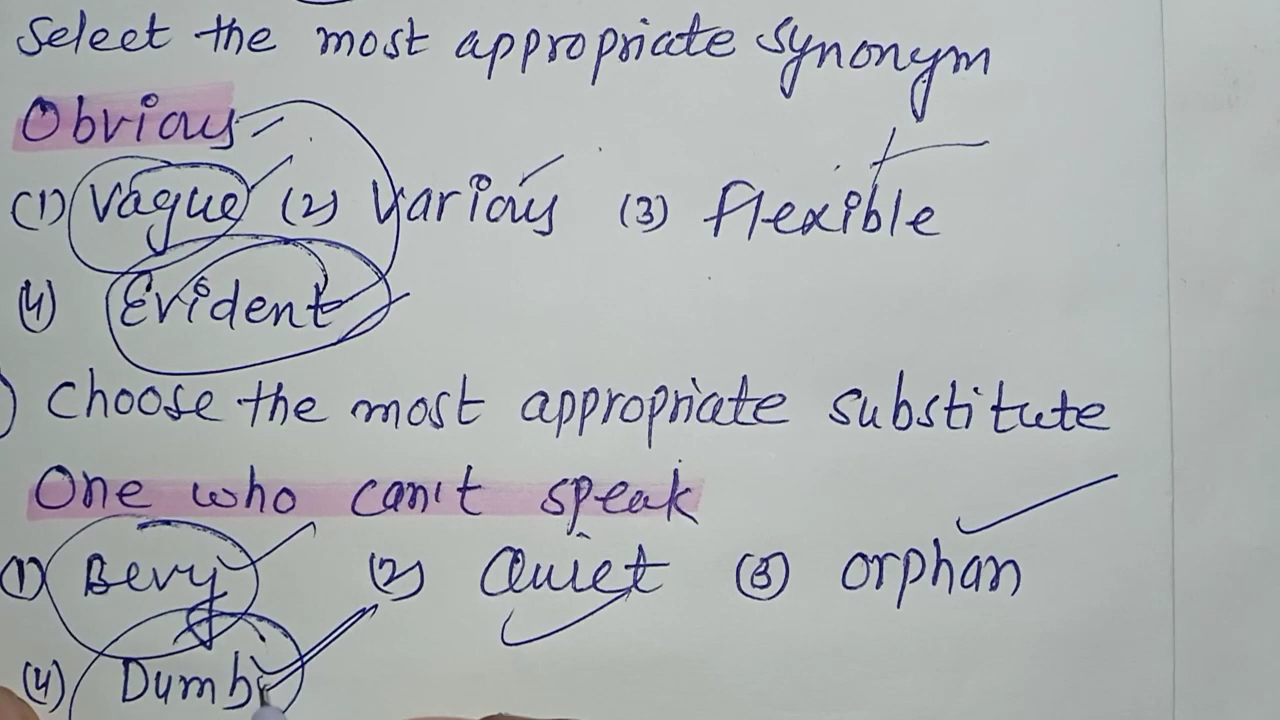 Select the most appropriate synonym
Obvious
(1) Vague (2) Various (3) Flexible
(4) Evident
) Choose the most appropriate substitute
One who can't speak
(1) Bevy (2) Quiet (3) Orphan
(4) Dumb